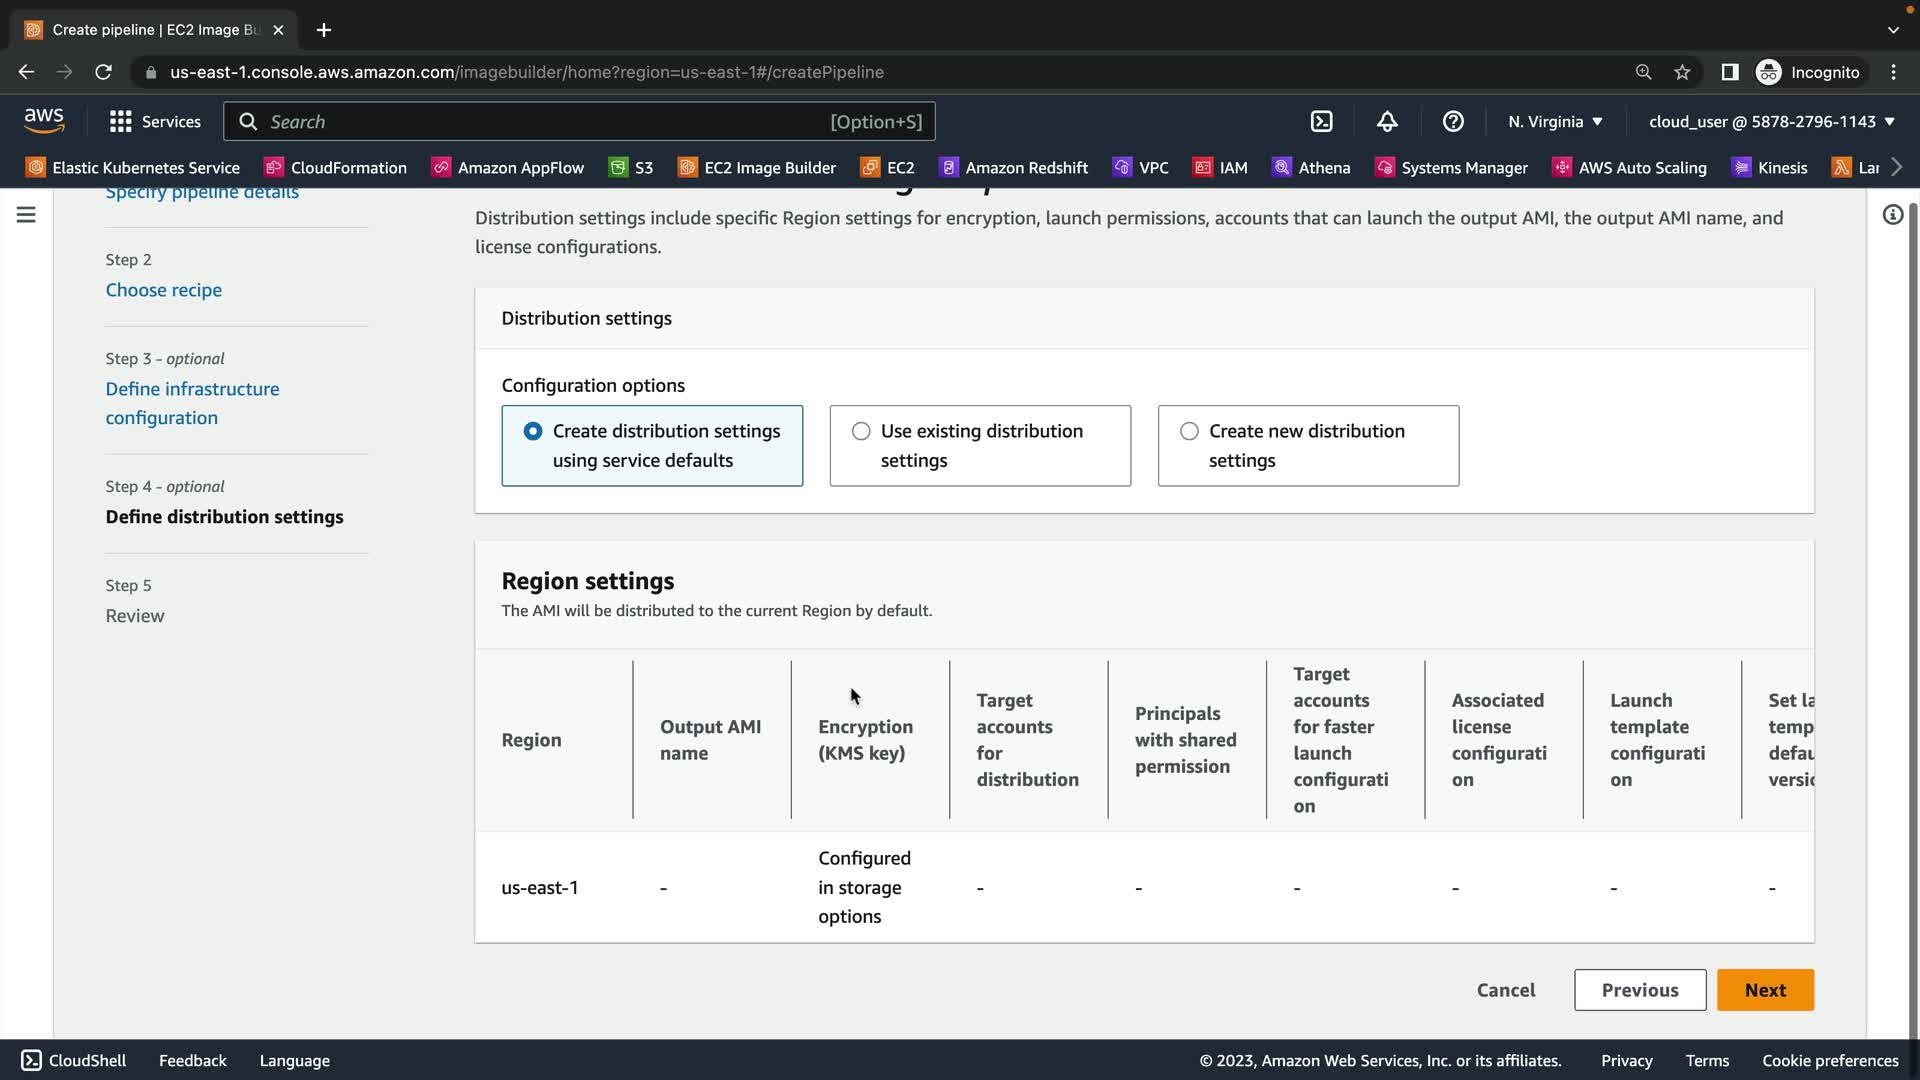 Create pipeline | EC2 Image Bu
us-east-1.console.aws.amazon.com/imagebuilder/home?region=us-east-1#/createPipeline
Incognito
aws
Services
Search
[Option+S]
N. Virginia
cloud_user @ 5878-2796-1143
Elastic Kubernetes Service
CloudFormation
Amazon AppFlow
S3
EC2 Image Builder
EC2
Amazon Redshift
VPC
IAM
Athena
Systems Manager
AWS Auto Scaling
Kinesis
Lar
Specify pipeline details
Step 2
Choose recipe
Step 3 - optional
Define infrastructure
configuration
Step 4 - optional
Define distribution settings
Step 5
Review
Distribution settings include specific Region settings for encryption, launch permissions, accounts that can launch the output AMI, the output AMI name, and
license configurations.
Distribution settings
Configuration options
Create distribution settings
using service defaults
Use existing distribution
settings
Create new distribution
settings
Region settings
The AMI will be distributed to the current Region by default.
Region
Output AMI
name
Encryption
(KMS key)
Target
accounts
for
distribution
Principals
with shared
permission
Target
accounts
for faster
launch
configurati
on
Associated
license
configurati
on
Launch
template
configurati
on
Set la
temp
defau
versio
us-east-1
-
Configured
in storage
options
-
-
-
-
-
-
Cancel
Previous
Next
CloudShell
Feedback
Language
© 2023, Amazon Web Services, Inc. or its affiliates.
Privacy
Terms
Cookie preferences